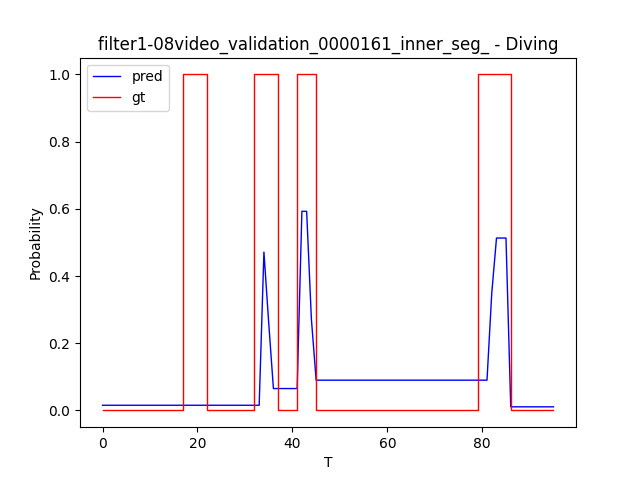 filter1-08video_validation_0000161_inner_seg_ - Diving
pred
gt
1.0
0.8
0.6
0.4
0.2
0.0
Probability
0
20
40
60
80
T